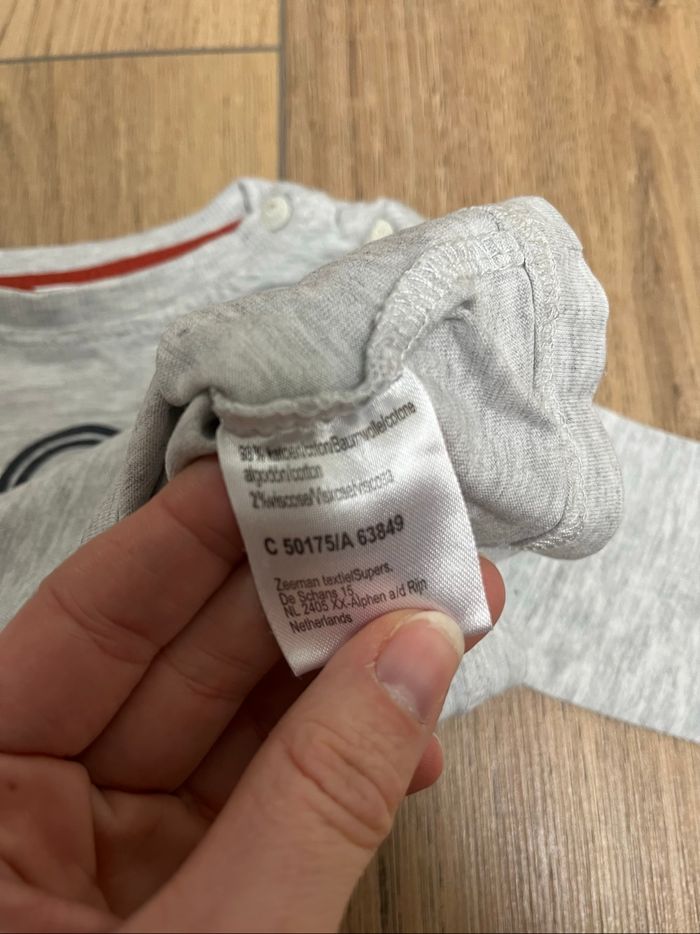 98% katoen/cotton/Baumwolle/cotone
algodón/coton
2%viscose/Viskose/viscosa
C 50175/A 63849
Zeeman textielSupers,
De Schans 15
NL 2405 XX-Alphen a/d Rijn
Netherlands